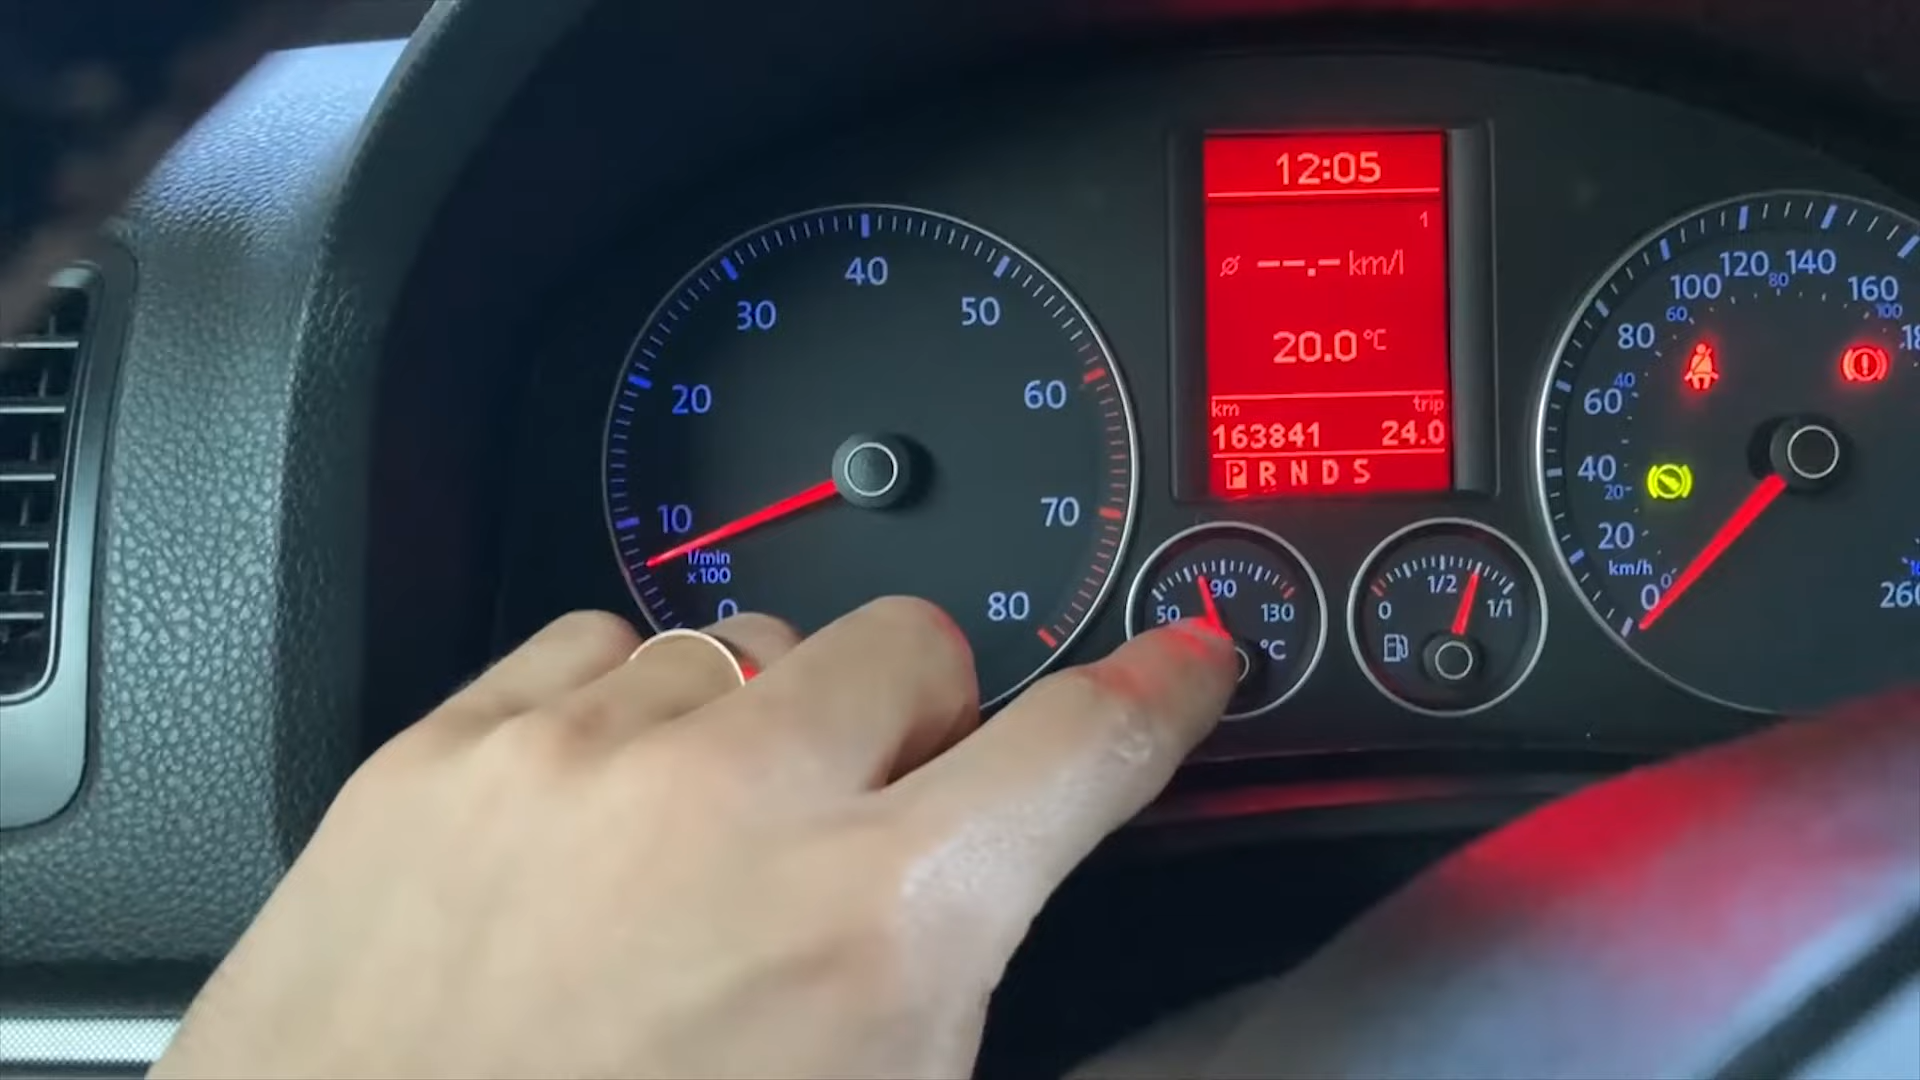 40
30
50
20
60
10
70
1/min
x100
0
80
12:05
1
ø --.- km/l
20.0°C
km trip
163841 24.0
P R N D S
50 90 130
°C
0 1/2 1/1
120 140
100 80 160
60 100
80
40
60
40
20
20
km/h
0 0
260